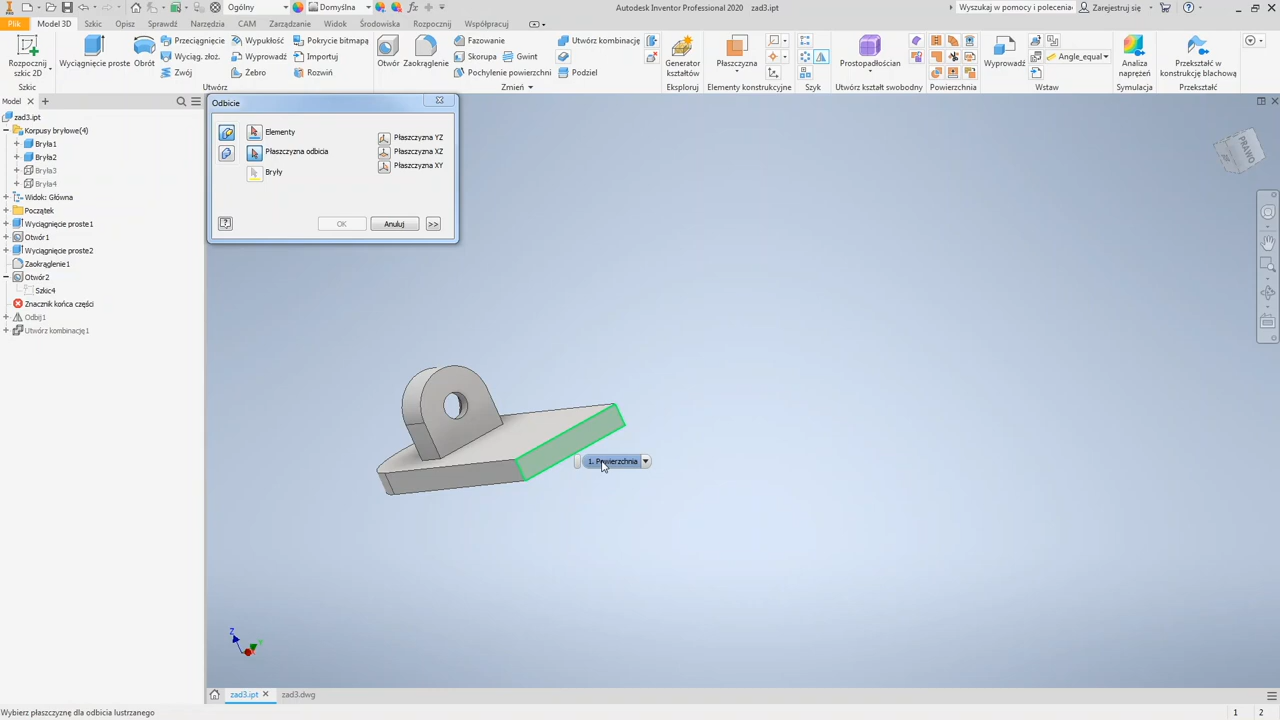 Ogólny
Domyślna
Autodesk Inventor Professional 2020
zad3.ipt
Wyszukaj w pomocy i poleceniach
Zarejestruj się
Plik
Model 3D
Szkic
Opisz
Sprawdź
Narzędzia
CAM
Zarządzanie
Widok
Środowiska
Rozpocznij
Współpracuj
Rozpocznij szkic 2D
Wyciągnięcie proste
Obrót
Przeciągnięcie
Wyciąg. złoż.
Zwój
Wypukłość
Żebro
Pokrycie bitmapą
Importuj
Rozwiń
Otwór
Zaokrąglenie
Fazowanie
Skorupa
Gwint
Pochylenie powierzchni
Utwórz kombinację
Podziel
Generator kształtów
Płaszczyzna
Prostopadłościan
Wyprowadź
Angle_equal
Analiza naprężeń
Przekształć w konstrukcję blachową
Szkic
Utwórz
Zmień
Eksploruj
Elementy konstrukcyjne
Szyk
Utwórz kształt swobodny
Powierzchnia
Wstaw
Symulacja
Przekształć
Model
zad3.ipt
Korpusy bryłowe(4)
Bryła1
Bryła2
Bryła3
Bryła4
Widok: Główna
Początek
Wyciągnięcie proste1
Otwór1
Wyciągnięcie proste2
Zaokrąglenie1
Otwór2
Szkic4
Znacznik końca części
Odbij1
Utwórz kombinację1
Odbicie
Elementy
Płaszczyzna odbicia
Bryły
Płaszczyzna YZ
Płaszczyzna XZ
Płaszczyzna XY
OK
Anuluj
>>
PRAWO
1. Powierzchnia
Z
Y
zad3.ipt
zad3.dwg
Wybierz płaszczyznę dla odbicia lustrzanego
1
2